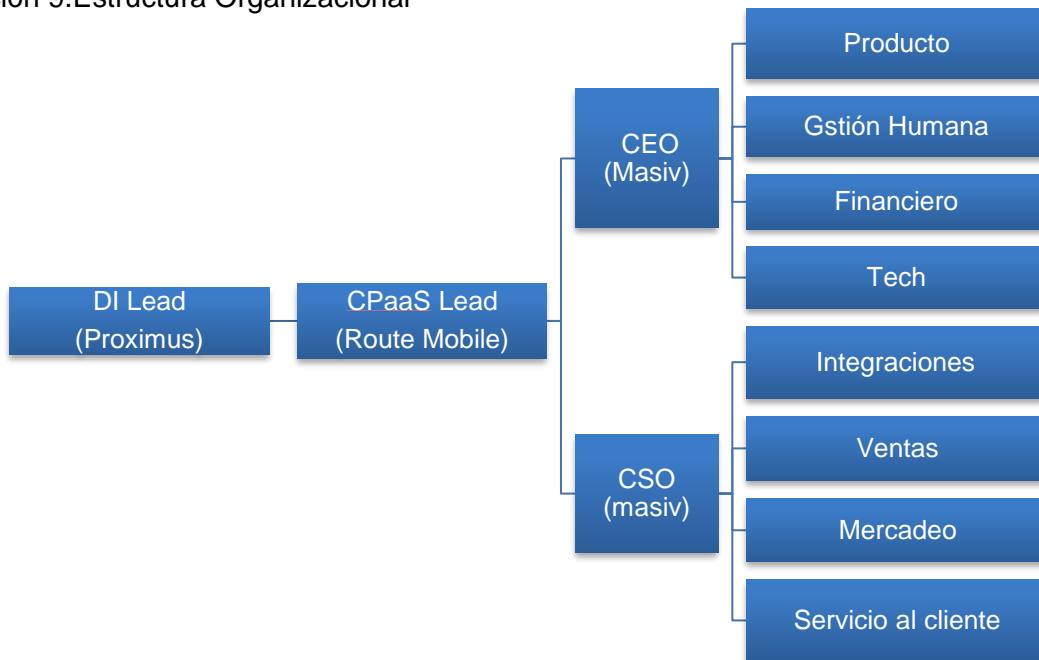 9.Estructura Organizacional
DI Lead
(Proximus)
CPaaS Lead
(Route Mobile)
CEO
(Masiv)
Producto
Gstión Humana
Financiero
Tech
CSO
(masiv)
Integraciones
Ventas
Mercadeo
Servicio al cliente